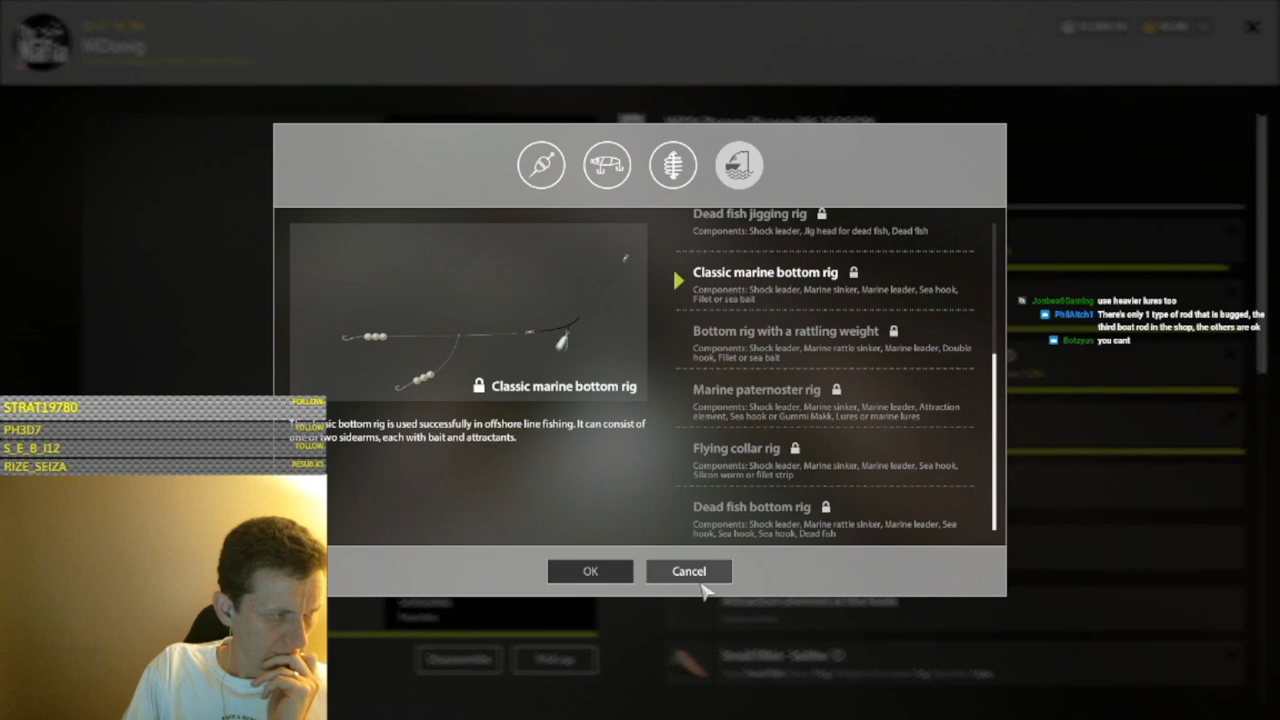 Dead fish jigging rig
Components: Shock leader, Jig head for dead fish, Dead fish
Classic marine bottom rig
Components: Shock leader, Marine sinker, Marine leader, Sea hook,
Fillet or sea bait
Bottom rig with a rattling weight
Components: Shock leader, Marine rattle sinker, Marine leader, Double
hook, Fillet or sea bait
Marine paternoster rig
Components: Shock leader, Marine sinker, Marine leader, Attraction
element, Sea hook or Gummi Makk, Lures or marine lures
Flying collar rig
Components: Shock leader, Marine sinker, Marine leader, Sea hook,
Silicon worm or fillet strip
Dead fish bottom rig
Components: Shock leader, Marine rattle sinker, Marine leader, Sea
hook, Sea hook, Sea hook, Dead fish
Classic marine bottom rig
bottom rig is used successfully in offshore line fishing. It can consist
two sidearms, each with bait and attractants.
OK
Cancel
Jonbee5Gaming use heavier lures too
PhilAitch1 There's only 1 type of rod that is bugged, the
third boat rod in the shop, the others are ok
Botzyas you cant
STRAT19780 FOLLOW
PH3D7 FOLLOW
S_E_B_I12 FOLLOW
RIZE_SEIZA RESUB X5